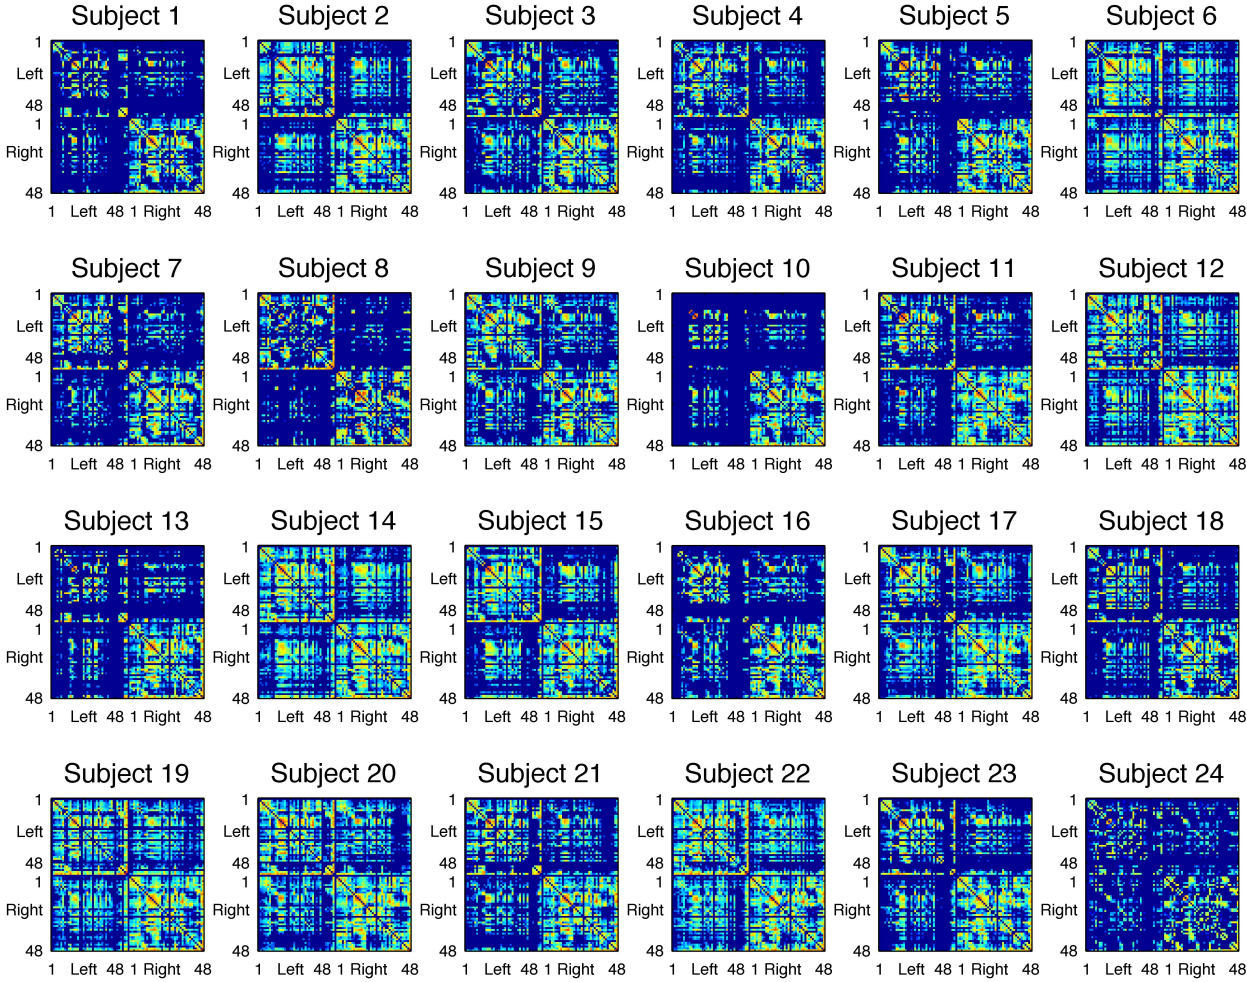 Subject 1 Subject 2 Subject 3 Subject 4 Subject 5 Subject 6
1 1 1 1 1 1
Left Left Left Left Left Left
48 48 48 48 48 48
1 1 1 1 1 1
Right Right Right Right Right Right
48 48 48 48 48 48
1 Left 48 1 Right 48 1 Left 48 1 Right 48 1 Left 48 1 Right 48 1 Left 48 1 Right 48 1 Left 48 1 Right 48 1 Left 48 1 Right 48
Subject 7 Subject 8 Subject 9 Subject 10 Subject 11 Subject 12
1 1 1 1 1 1
Left Left Left Left Left Left
48 48 48 48 48 48
1 1 1 1 1 1
Right Right Right Right Right Right
48 48 48 48 48 48
1 Left 48 1 Right 48 1 Left 48 1 Right 48 1 Left 48 1 Right 48 1 Left 48 1 Right 48 1 Left 48 1 Right 48 1 Left 48 1 Right 48
Subject 13 Subject 14 Subject 15 Subject 16 Subject 17 Subject 18
1 1 1 1 1 1
Left Left Left Left Left Left
48 48 48 48 48 48
1 1 1 1 1 1
Right Right Right Right Right Right
48 48 48 48 48 48
1 Left 48 1 Right 48 1 Left 48 1 Right 48 1 Left 48 1 Right 48 1 Left 48 1 Right 48 1 Left 48 1 Right 48 1 Left 48 1 Right 48
Subject 19 Subject 20 Subject 21 Subject 22 Subject 23 Subject 24
1 1 1 1 1 1
Left Left Left Left Left Left
48 48 48 48 48 48
1 1 1 1 1 1
Right Right Right Right Right Right
48 48 48 48 48 48
1 Left 48 1 Right 48 1 Left 48 1 Right 48 1 Left 48 1 Right 48 1 Left 48 1 Right 48 1 Left 48 1 Right 48 1 Left 48 1 Right 48